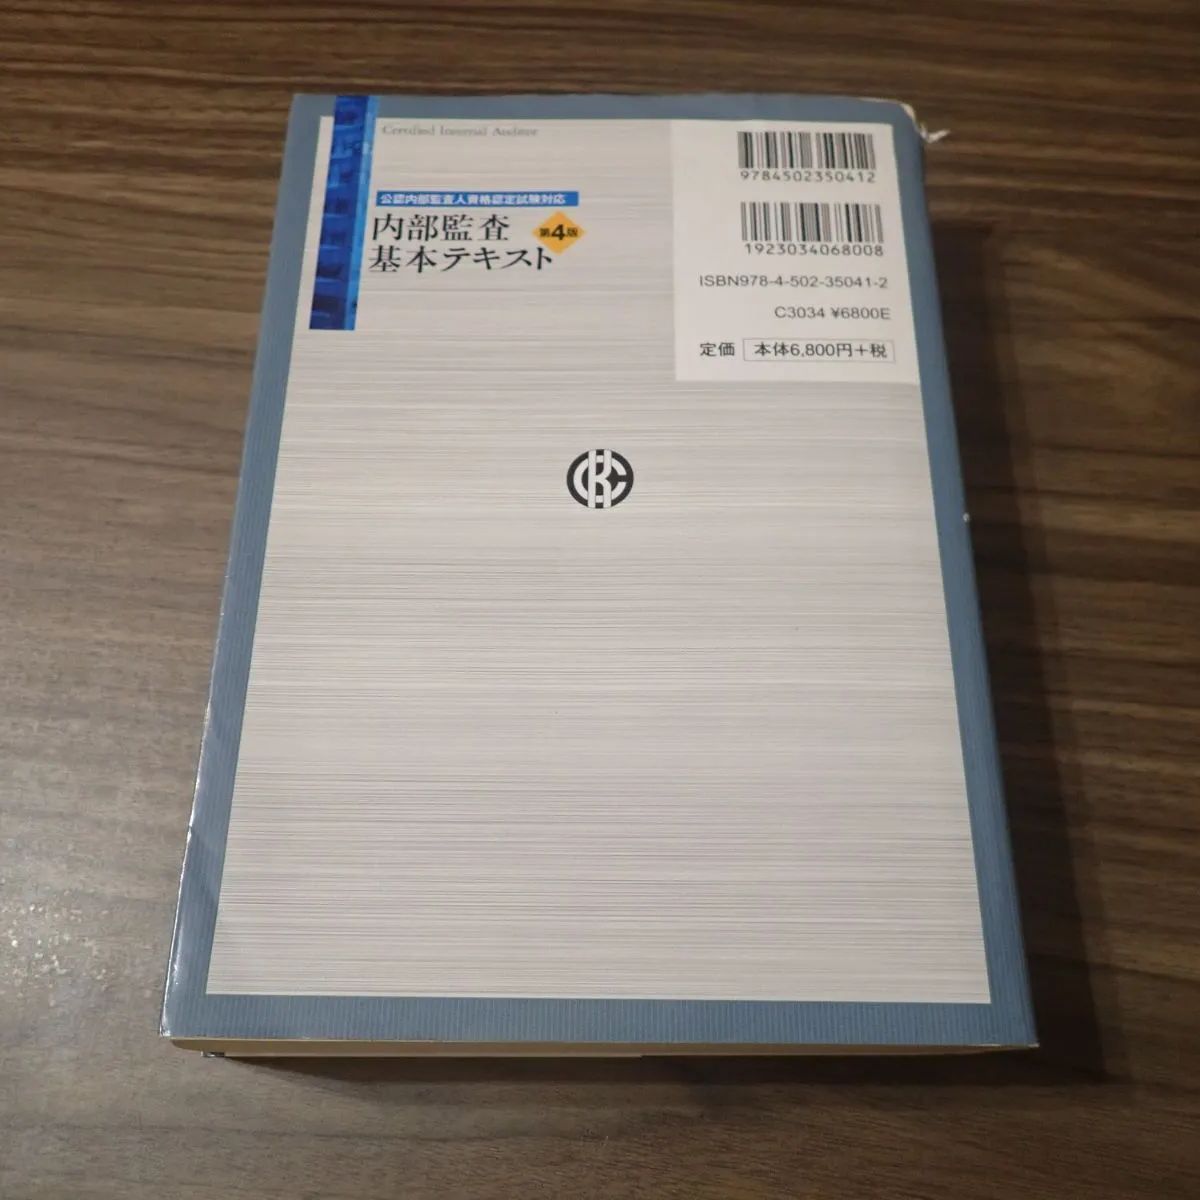 Certified Internal Auditor
公認内部監査人資格認定試験対応
内部監査
基本テキスト
第4版
9784502350412
1923034068008
ISBN978-4-502-35041-2
C3034 ¥6800E
定価 本体6,800円+税